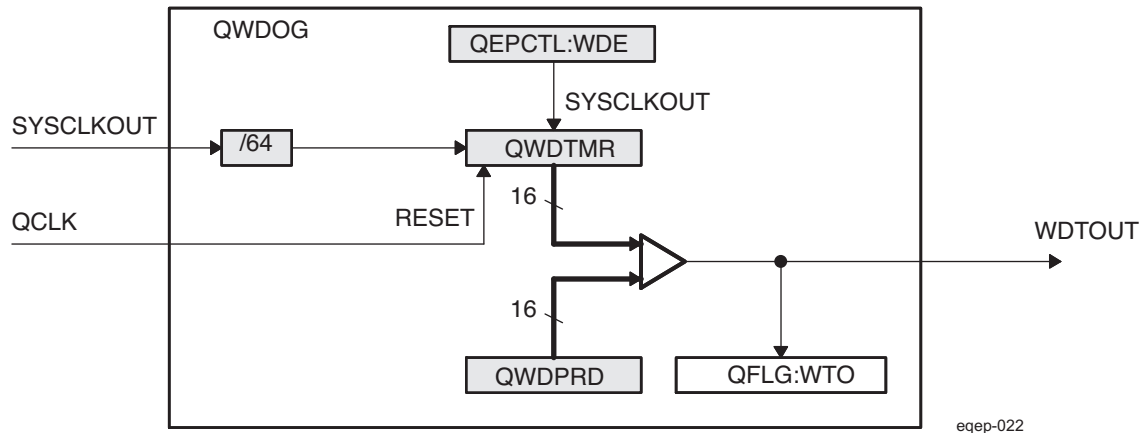 QWDOG
QEPCTL:WDE
SYSCLKOUT
SYSCLKOUT
/64
QWDTMR
16
RESET
QCLK
WDTOUT
16
QWDPRD
QFLG:WTO
eqep-022